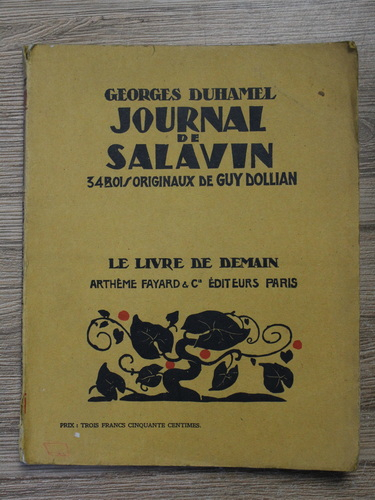 GEORGES DUHAMEL
JOURNAL
DE
SALAVIN
34 BOIS ORIGINAUX DE GUY DOLLIAN
LE LIVRE DE DEMAIN
ARTHÈME FAYARD & Cie ÉDITEURS PARIS
PRIX : TROIS FRANCS CINQUANTE CENTIMES.